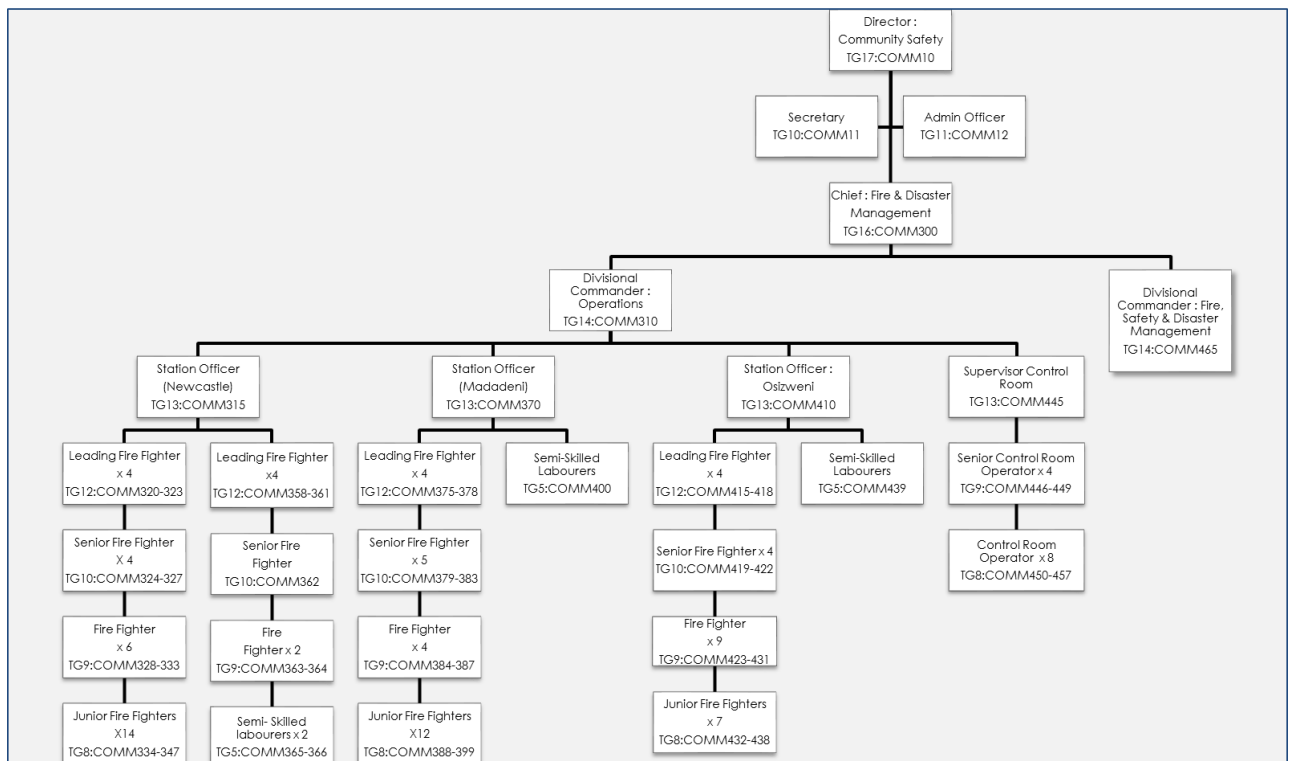 Director :
Community Safety
TG17:COMM10
Secretary
TG10:COMM11
Admin Officer
TG11:COMM12
Chief : Fire & Disaster
Management
TG16:COMM300
Divisional
Commander :
Operations
TG14:COMM310
Divisional
Commander : Fire,
Safety & Disaster
Management
TG14:COMM465
Station Officer
(Newcastle)
TG13:COMM315
Station Officer
(Madadeni)
TG13:COMM370
Station Officer :
Osizweni
TG13:COMM410
Supervisor Control
Room
TG13:COMM445
Leading Fire Fighter
x 4
TG12:COMM320-323
Leading Fire Fighter
x4
TG12:COMM358-361
Leading Fire Fighter
x 4
TG12:COMM375-378
Semi-Skilled
Labourers
TG5:COMM400
Leading Fire Fighter
x 4
TG12:COMM415-418
Semi-Skilled
Labourers
TG5:COMM439
Senior Control Room
Operator x 4
TG9:COMM446-449
Senior Fire Fighter
X 4
TG10:COMM324-327
Senior Fire
Fighter
TG10:COMM362
Senior Fire Fighter
x 5
TG10:COMM379-383
Senior Fire Fighter x 4
TG10:COMM419-422
Control Room
Operator x 8
TG8:COMM450-457
Fire Fighter
x 6
TG9:COMM328-333
Fire
Fighter x 2
TG9:COMM363-364
Fire Fighter
x 4
TG9:COMM384-387
Fire Fighter
x 9
TG9:COMM423-431
Junior Fire Fighters
X14
TG8:COMM334-347
Semi- Skilled
labourers x 2
TG5:COMM365-366
Junior Fire Fighters
X12
TG8:COMM388-399
Junior Fire Fighters
x 7
TG8:COMM432-438